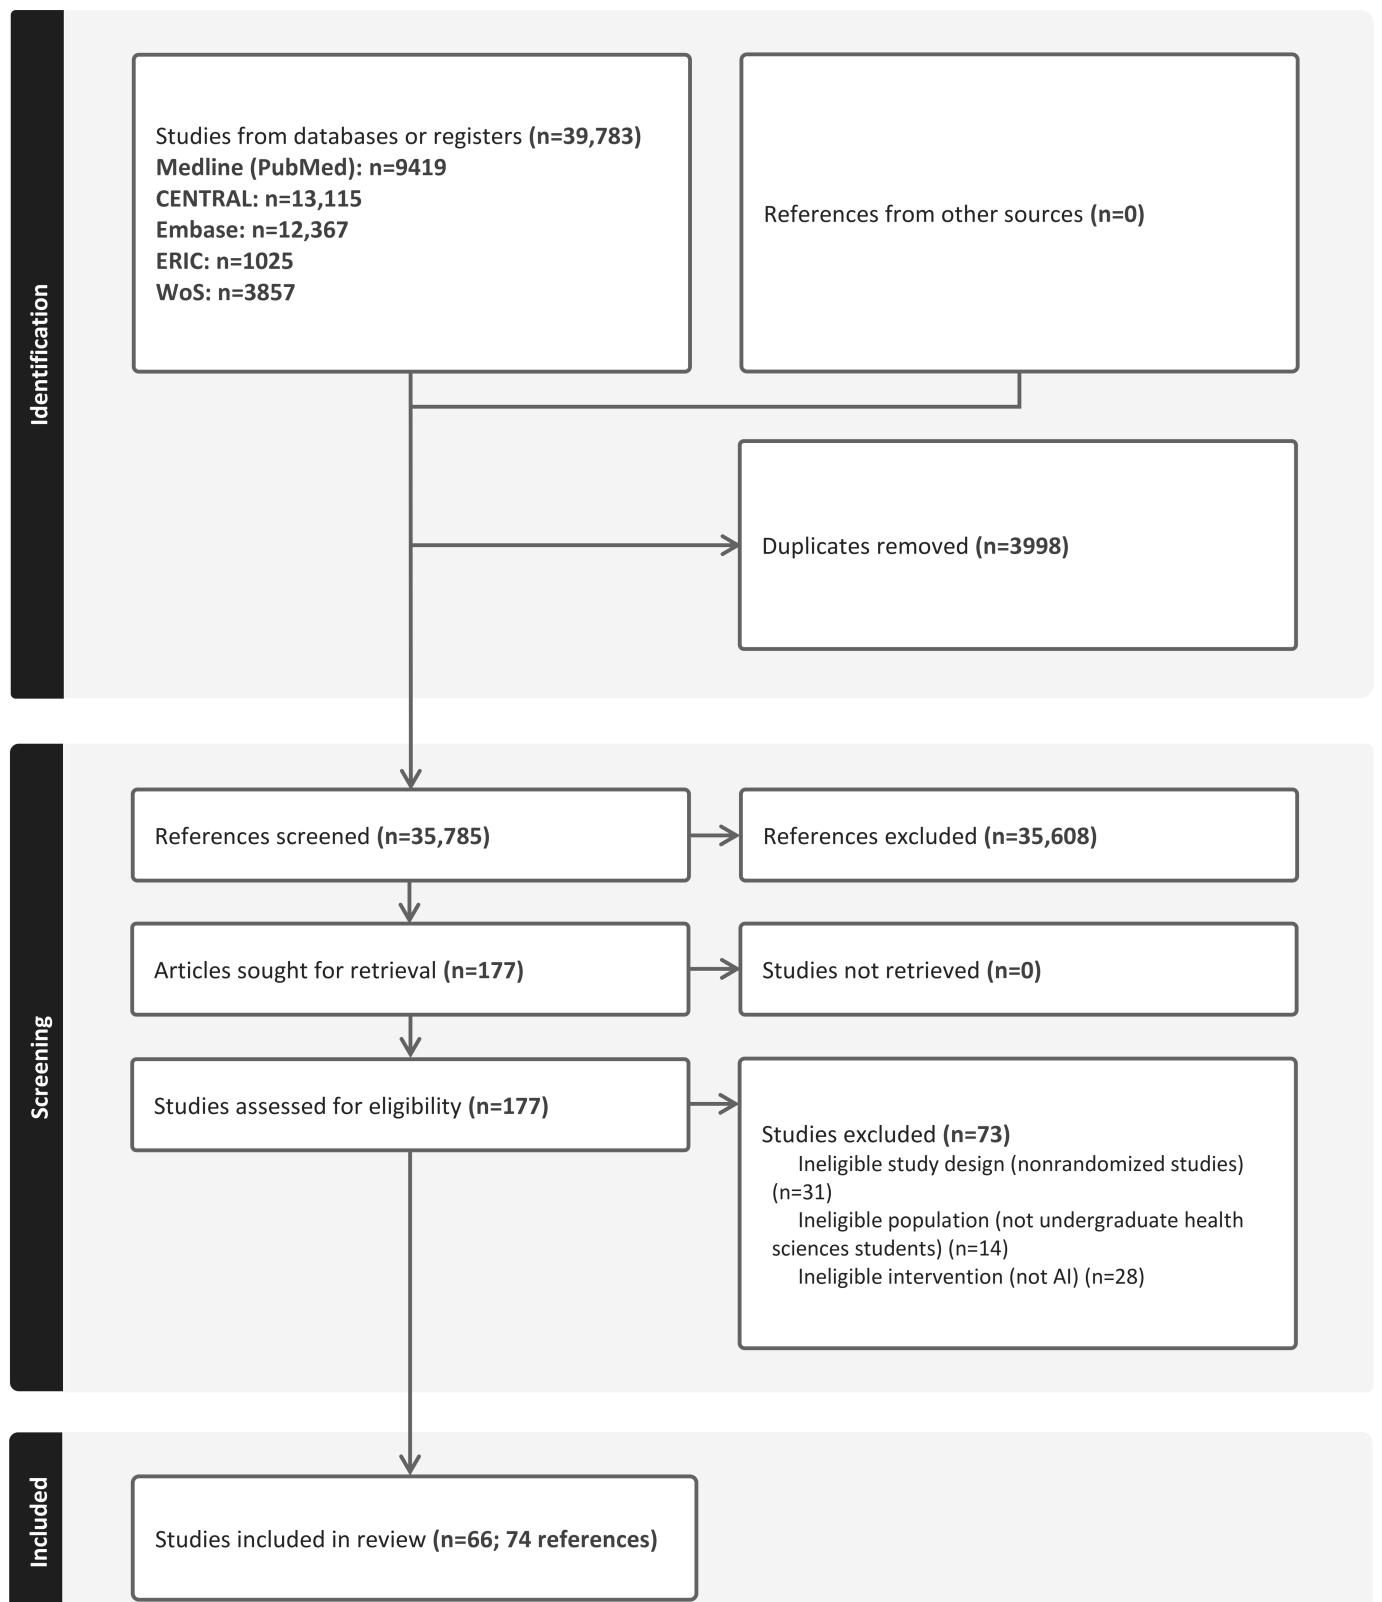 Identification
Studies from databases or registers (n=39,783)
Medline (PubMed): n=9419
CENTRAL: n=13,115
Embase: n=12,367
ERIC: n=1025
WoS: n=3857
References from other sources (n=0)
Duplicates removed (n=3998)
Screening
References screened (n=35,785)
References excluded (n=35,608)
Articles sought for retrieval (n=177)
Studies not retrieved (n=0)
Studies assessed for eligibility (n=177)
Studies excluded (n=73)
Ineligible study design (nonrandomized studies)
(n=31)
Ineligible population (not undergraduate health
sciences students) (n=14)
Ineligible intervention (not AI) (n=28)
Included
Studies included in review (n=66; 74 references)